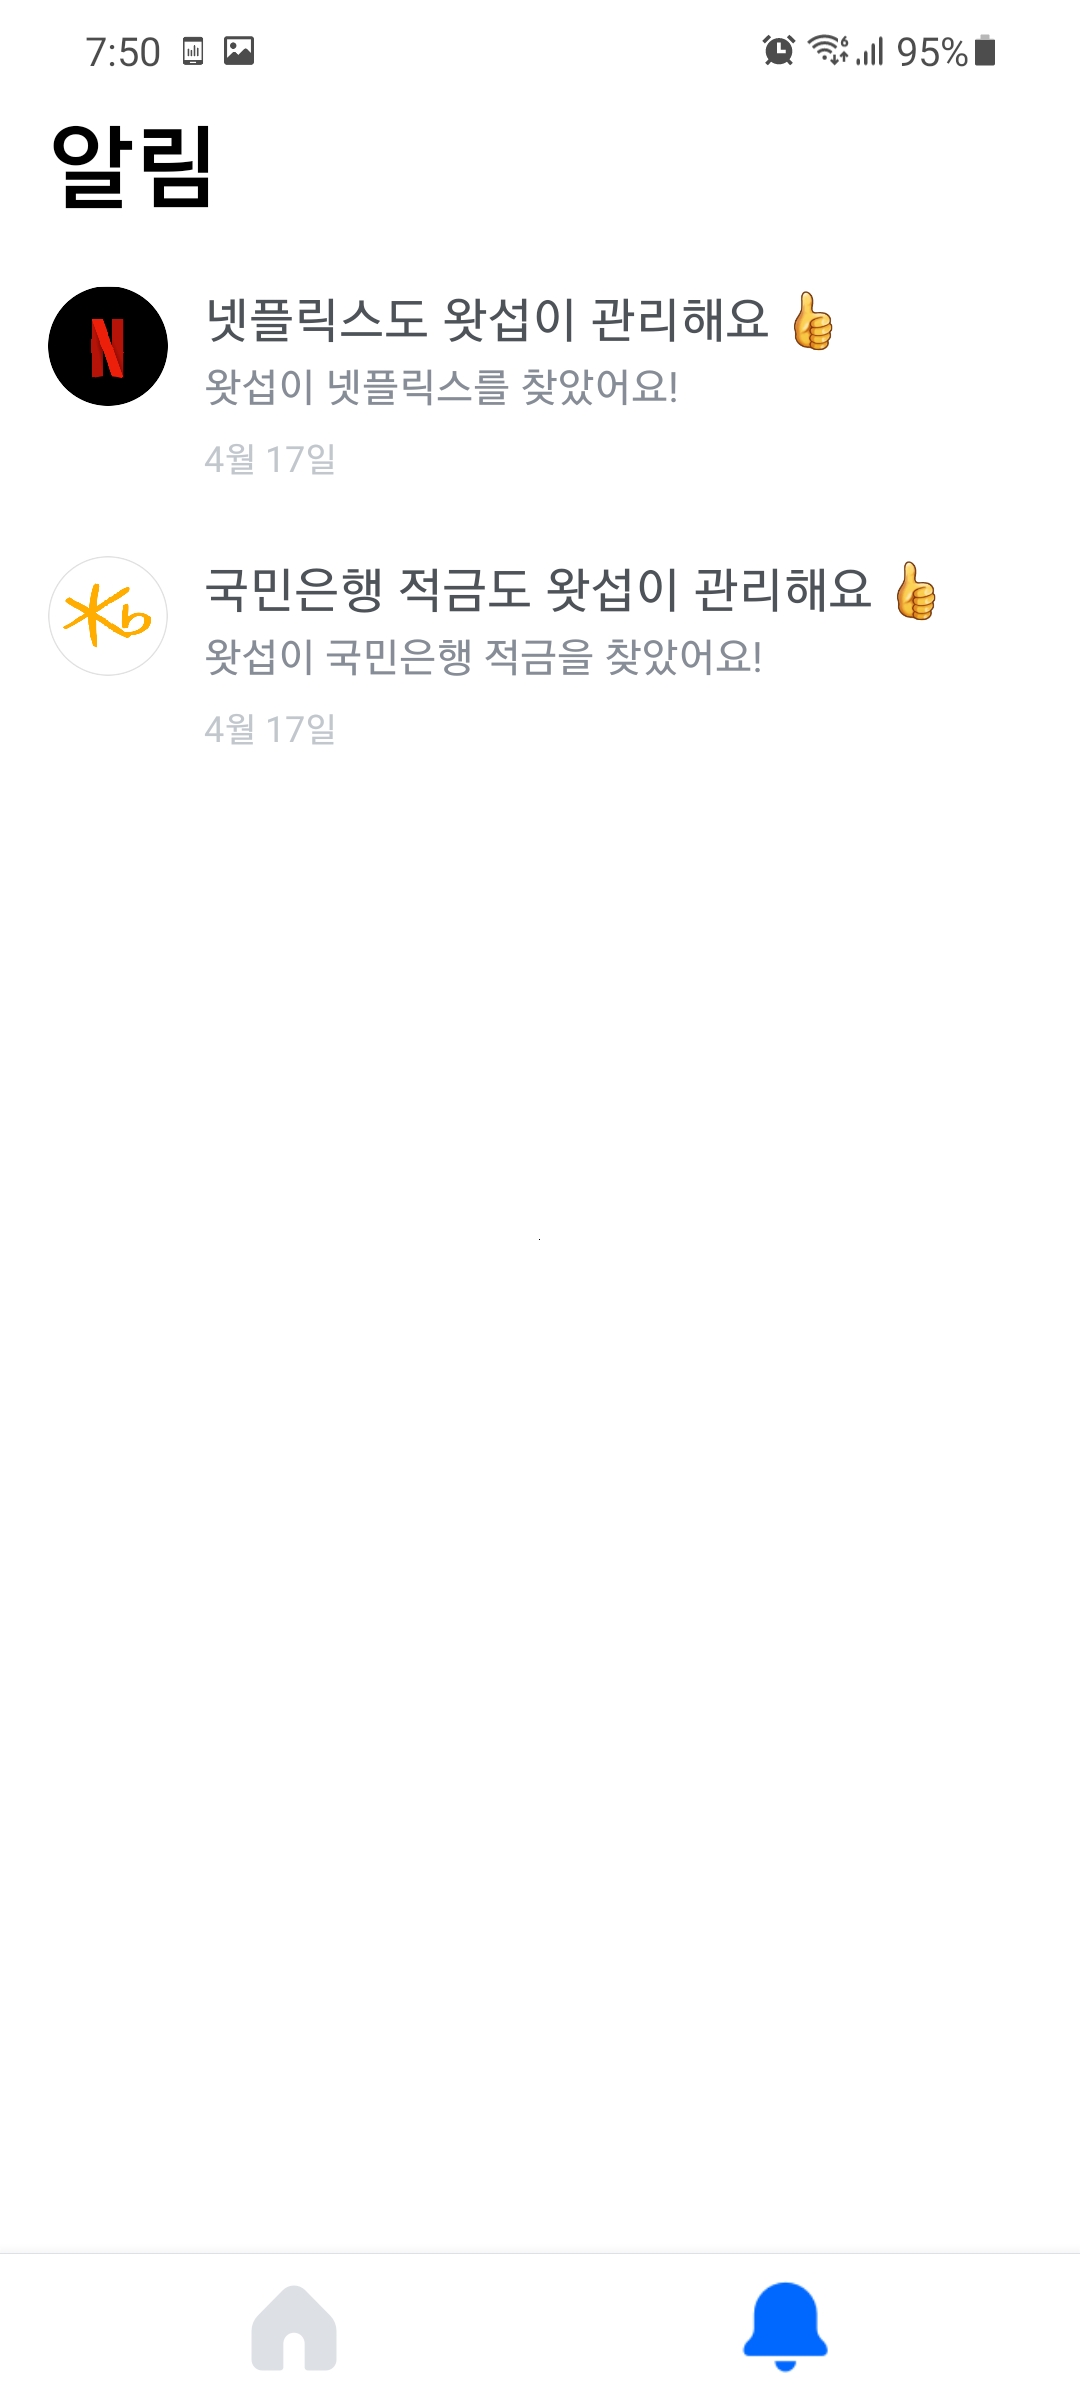 7:50 95%
알림
넷플릭스도 왓섭이 관리해요 👍
왓섭이 넷플릭스를 찾았어요!
4월 17일
국민은행 적금도 왓섭이 관리해요 👍
왓섭이 국민은행 적금을 찾았어요!
4월 17일